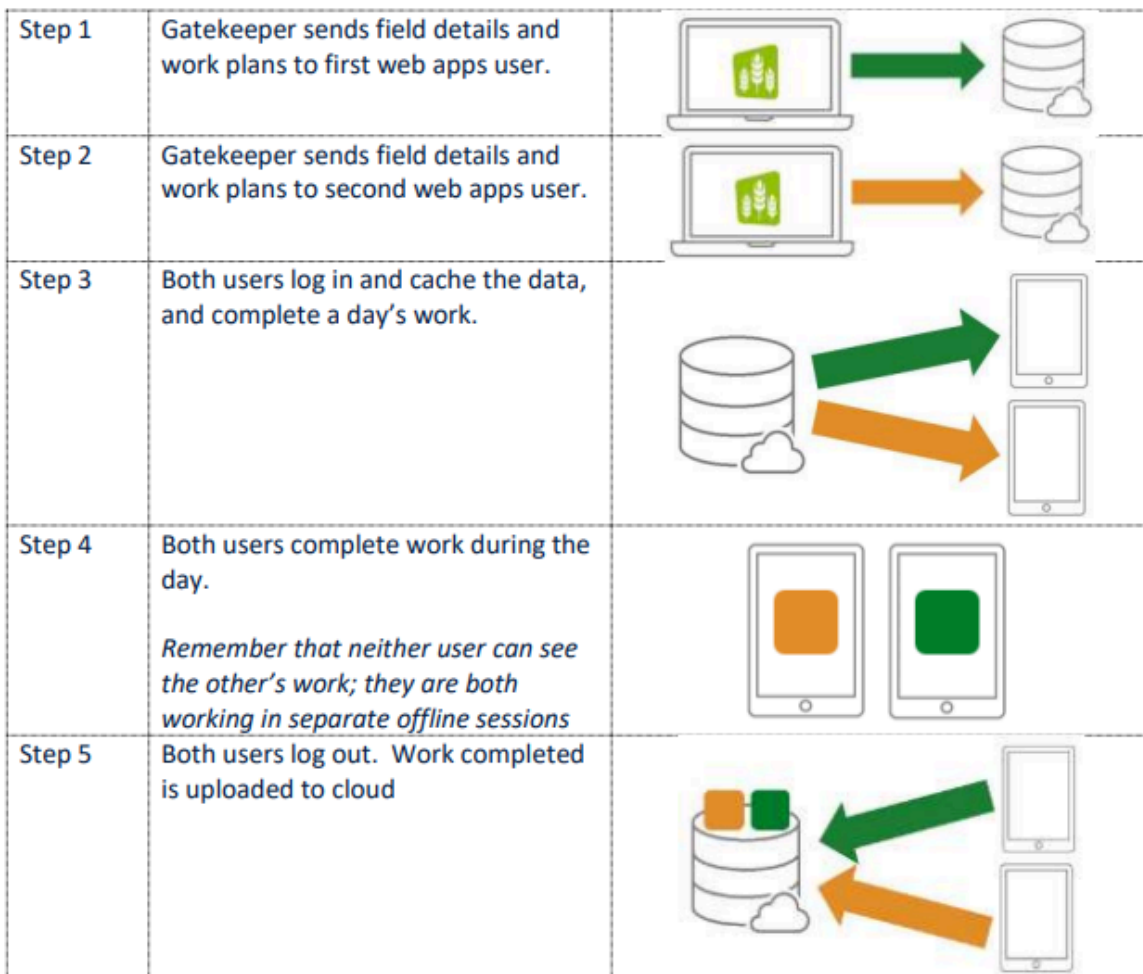 Step 1
Gatekeeper sends field details and
work plans to first web apps user.
Step 2
Gatekeeper sends field details and
work plans to second web apps user.
Step 3
Both users log in and cache the data,
and complete a day’s work.
Step 4
Both users complete work during the
day.
Remember that neither user can see
the other’s work; they are both
working in separate offline sessions
Step 5
Both users log out.  Work completed
is uploaded to cloud